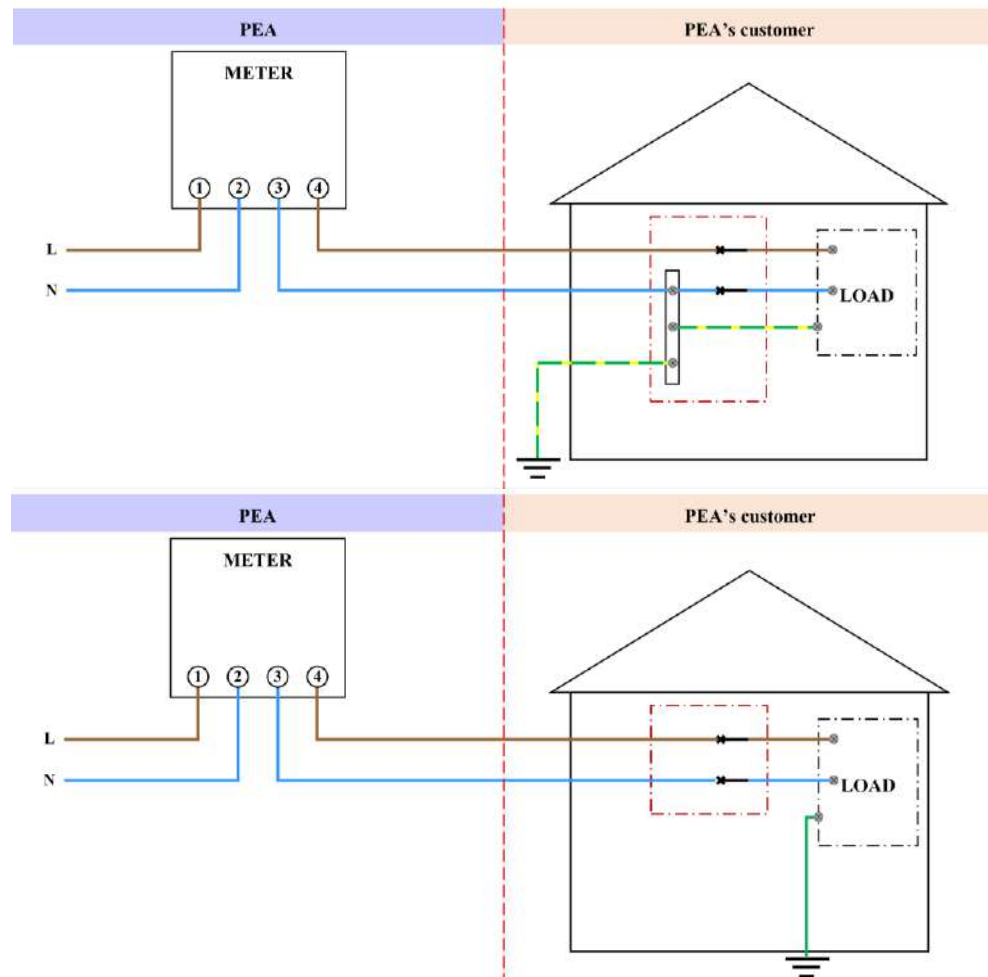 PEA PEA's customer
METER
1 2 3 4
L
N
LOAD
PEA PEA's customer
METER
1 2 3 4
L
N
LOAD